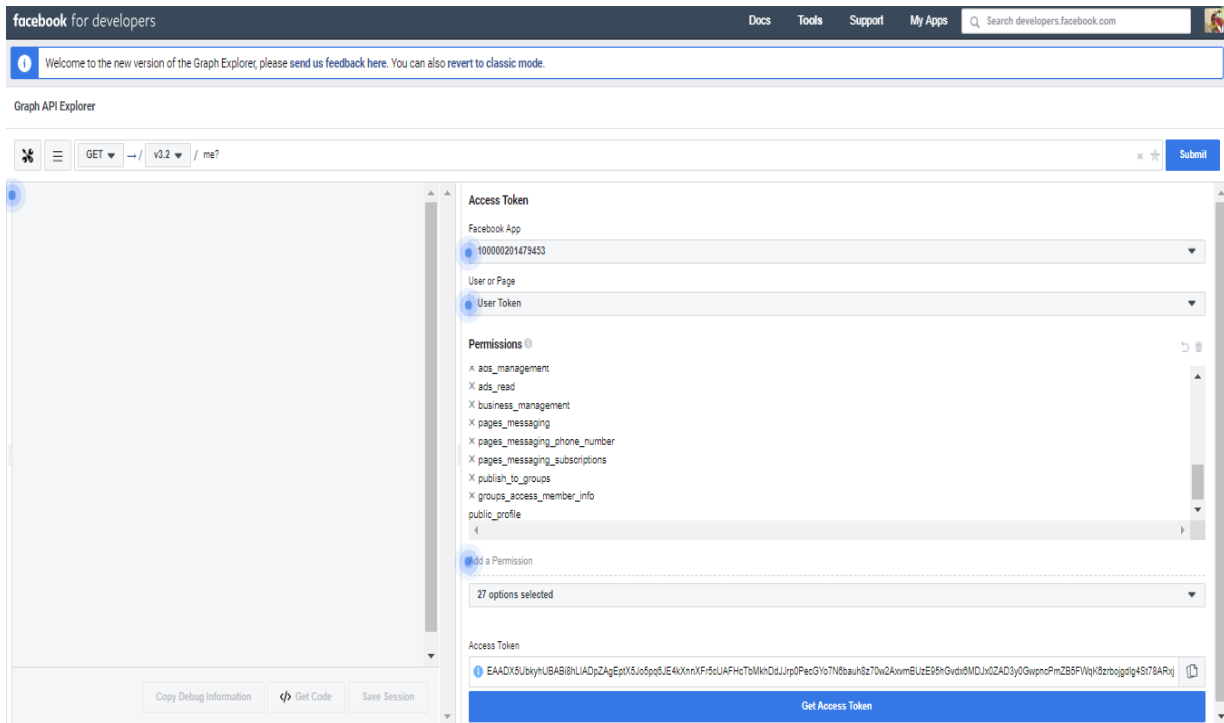 facebook for developers
Docs Tools Support My Apps Search developers.facebook.com
Welcome to the new version of the Graph Explorer, please send us feedback here. You can also revert to classic mode.
Graph API Explorer
GET → / v3.2 / me? Submit
Access Token
Facebook App
100000201479453
User or Page
User Token
Permissions
ads_management
ads_read
business_management
pages_messaging
pages_messaging_phone_number
pages_messaging_subscriptions
publish_to_groups
groups_access_member_info
public_profile
Add a Permission
27 options selected
Access Token
Copy Debug Information </> Get Code Save Session
Get Access Token